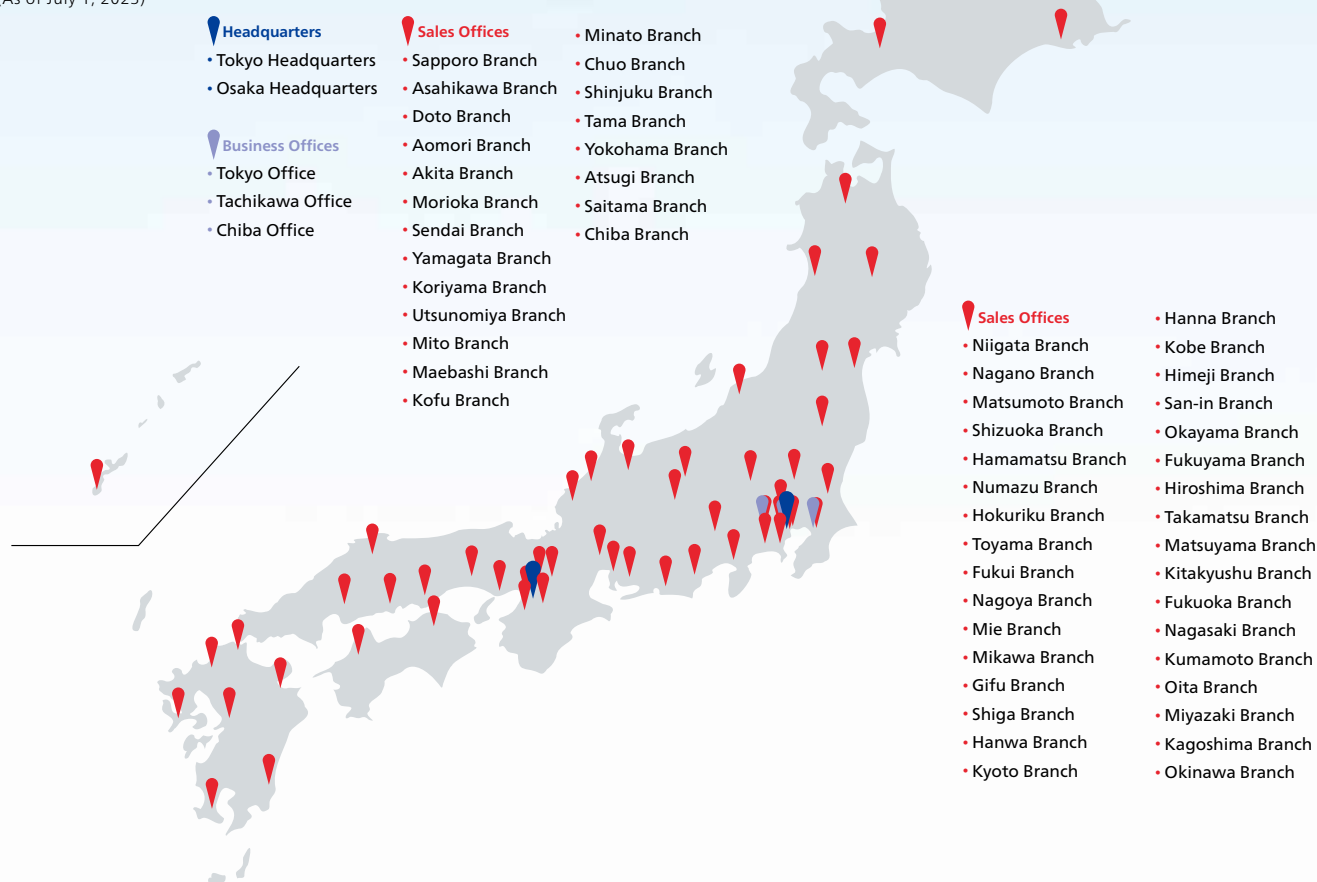 (As of July 1, 2025)
Headquarters
• Tokyo Headquarters
• Osaka Headquarters
Business Offices
• Tokyo Office
• Tachikawa Office
• Chiba Office
Sales Offices
• Sapporo Branch
• Asahikawa Branch
• Doto Branch
• Aomori Branch
• Akita Branch
• Morioka Branch
• Sendai Branch
• Yamagata Branch
• Koriyama Branch
• Utsunomiya Branch
• Mito Branch
• Maebashi Branch
• Kofu Branch
• Minato Branch
• Chuo Branch
• Shinjuku Branch
• Tama Branch
• Yokohama Branch
• Atsugi Branch
• Saitama Branch
• Chiba Branch
Sales Offices
• Niigata Branch
• Nagano Branch
• Matsumoto Branch
• Shizuoka Branch
• Hamamatsu Branch
• Numazu Branch
• Hokuriku Branch
• Toyama Branch
• Fukui Branch
• Nagoya Branch
• Mie Branch
• Mikawa Branch
• Gifu Branch
• Shiga Branch
• Hanwa Branch
• Kyoto Branch
• Hanna Branch
• Kobe Branch
• Himeji Branch
• San-in Branch
• Okayama Branch
• Fukuyama Branch
• Hiroshima Branch
• Takamatsu Branch
• Matsuyama Branch
• Kitakyushu Branch
• Fukuoka Branch
• Nagasaki Branch
• Kumamoto Branch
• Oita Branch
• Miyazaki Branch
• Kagoshima Branch
• Okinawa Branch